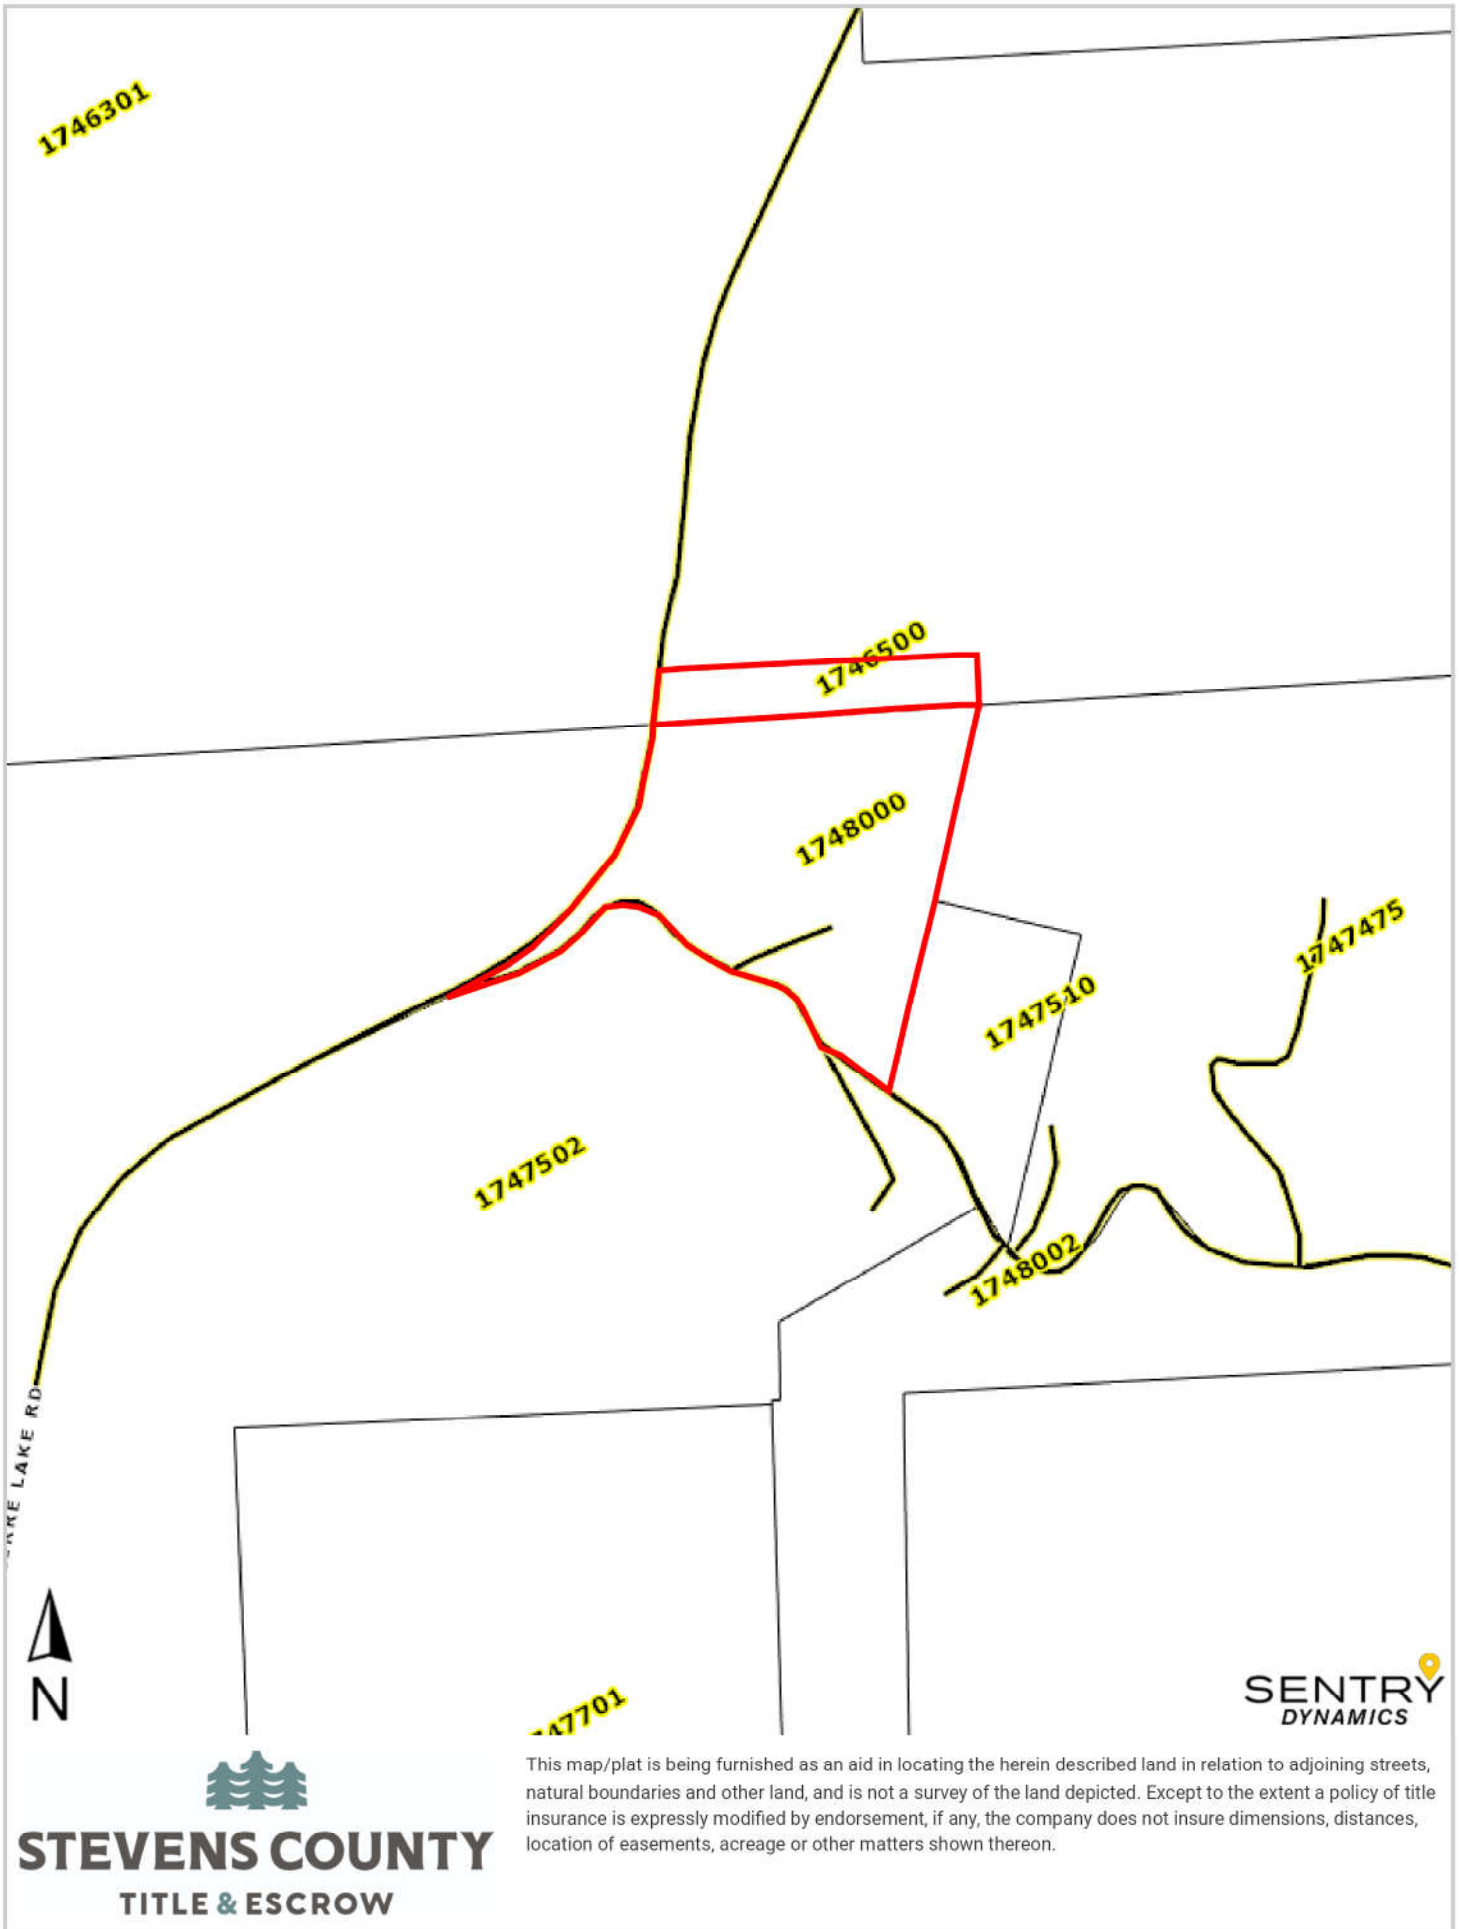 1746301
1746500
1748000
1747475
1747510
1747502
1748002
LAKE RD
N
SENTRY
DYNAMICS
47701
This map/plat is being furnished as an aid in locating the herein described land in relation to adjoining streets,
natural boundaries and other land, and is not a survey of the land depicted. Except to the extent a policy of title
insurance is expressly modified by endorsement, if any, the company does not insure dimensions, distances,
location of easements, acreage or other matters shown thereon.
STEVENS COUNTY
TITLE & ESCROW